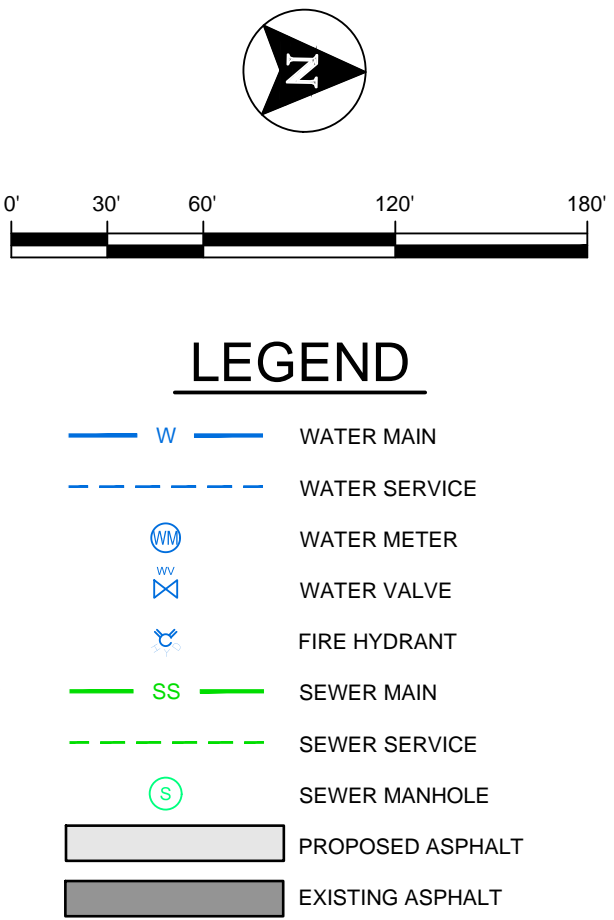 N
0' 30' 60' 120' 180'
LEGEND
W WATER MAIN
WATER SERVICE
WM WATER METER
WV WATER VALVE
FIRE HYDRANT
SS SEWER MAIN
SEWER SERVICE
S SEWER MANHOLE
PROPOSED ASPHALT
EXISTING ASPHALT